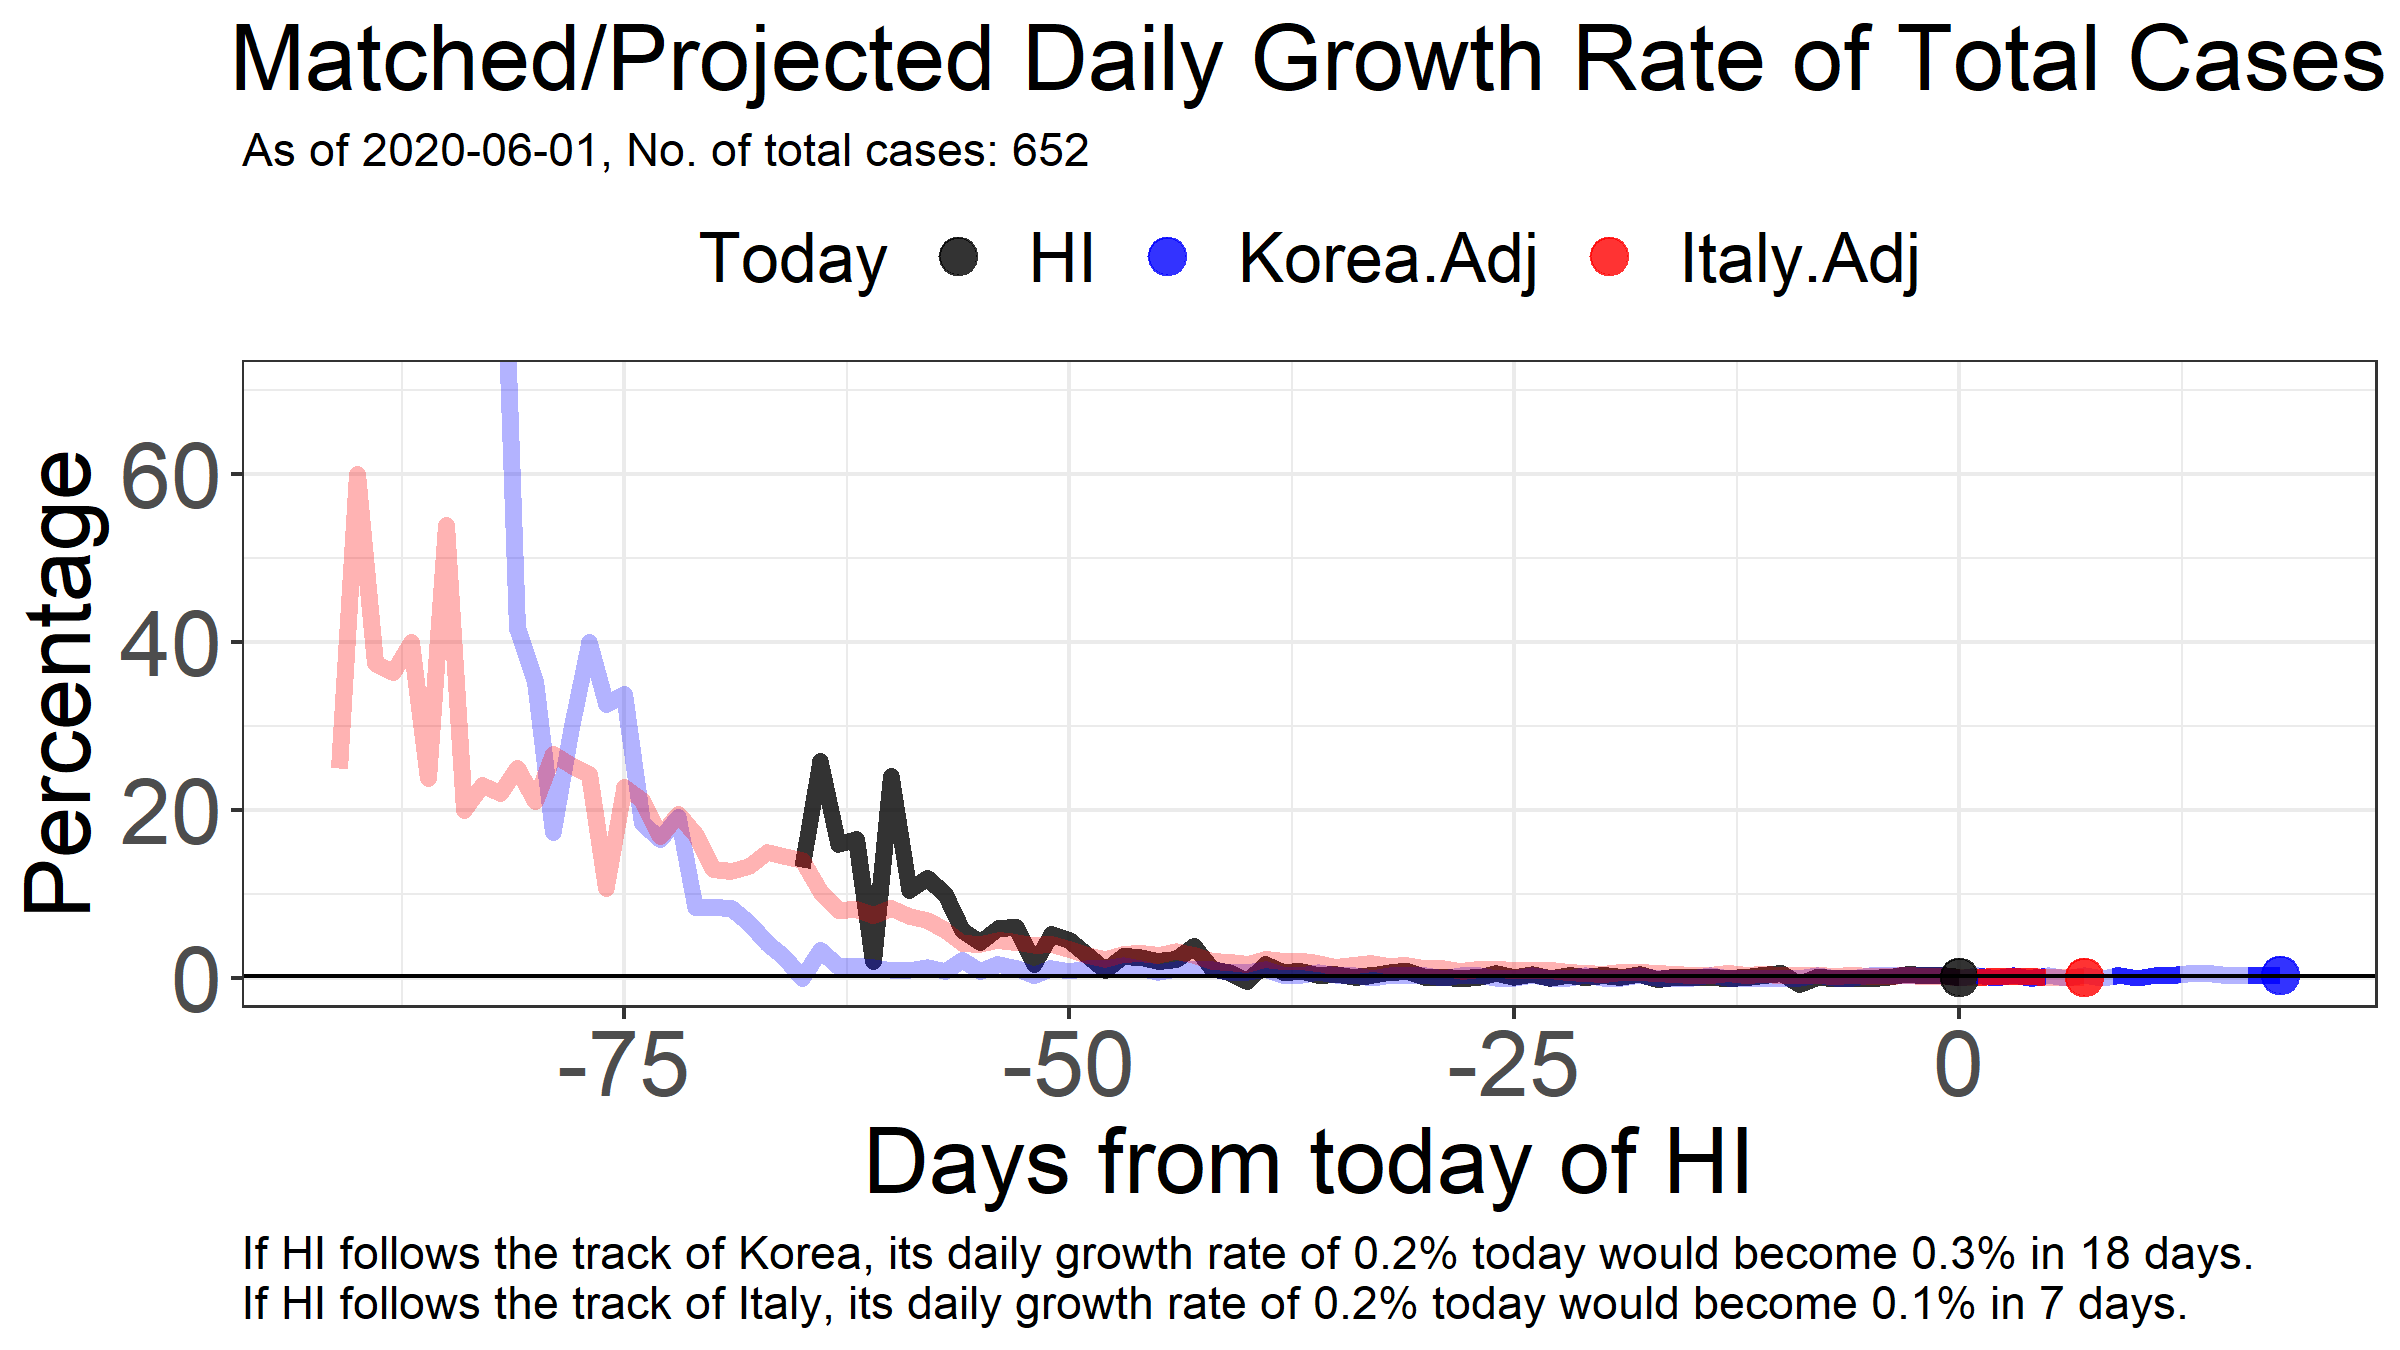 Matched/Projected Daily Growth Rate of Total Cases
As of 2020-06-01, No. of total cases: 652
Today HI Korea.Adj Italy.Adj
Percentage
60
40
20
0
-75 -50 -25 0
Days from today of HI
If HI follows the track of Korea, its daily growth rate of 0.2% today would become 0.3% in 18 days.
If HI follows the track of Italy, its daily growth rate of 0.2% today would become 0.1% in 7 days.